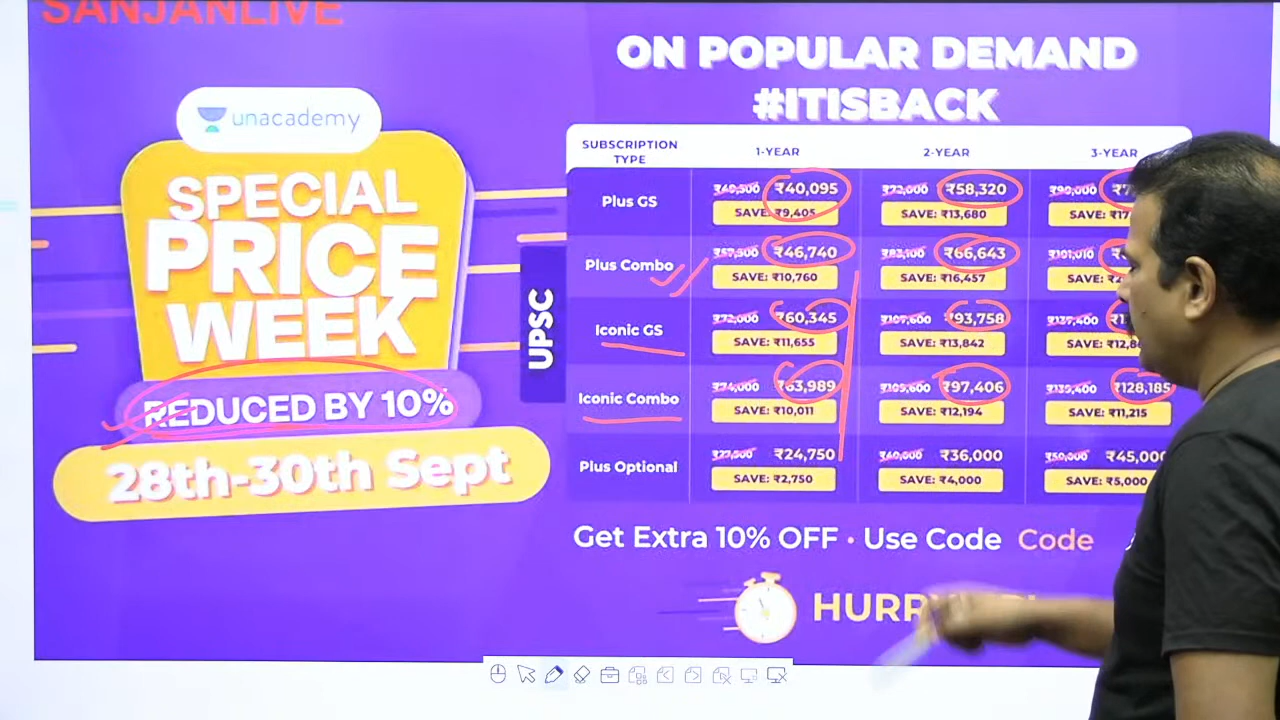 SANJANLIVE
unacademy
SPECIAL
PRICE
WEEK
REDUCED BY 10%
28th-30th Sept
ON POPULAR DEMAND
#ITISBACK
UPSC
SUBSCRIPTION TYPE 1-YEAR 2-YEAR 3-YEAR
Plus GS ₹49,500 ₹40,095 ₹72,000 ₹58,320 ₹90,000
SAVE: ₹9,405 SAVE: ₹13,680 SAVE:
Plus Combo ₹57,500 ₹46,740 ₹83,100 ₹66,643 ₹101,010
SAVE: ₹10,760 SAVE: ₹16,457 SAVE:
Iconic GS ₹72,000 ₹60,345 ₹107,600 ₹93,758 ₹137,400
SAVE: ₹11,655 SAVE: ₹13,842 SAVE:
Iconic Combo ₹74,000 ₹63,989 ₹109,600 ₹97,406 ₹139,400 ₹128,185
SAVE: ₹10,011 SAVE: ₹12,194 SAVE: ₹11,215
Plus Optional ₹24,750 ₹40,000 ₹36,000 ₹50,000 ₹45,000
SAVE: ₹2,750 SAVE: ₹4,000 SAVE: ₹5,000
Get Extra 10% OFF • Use Code Code